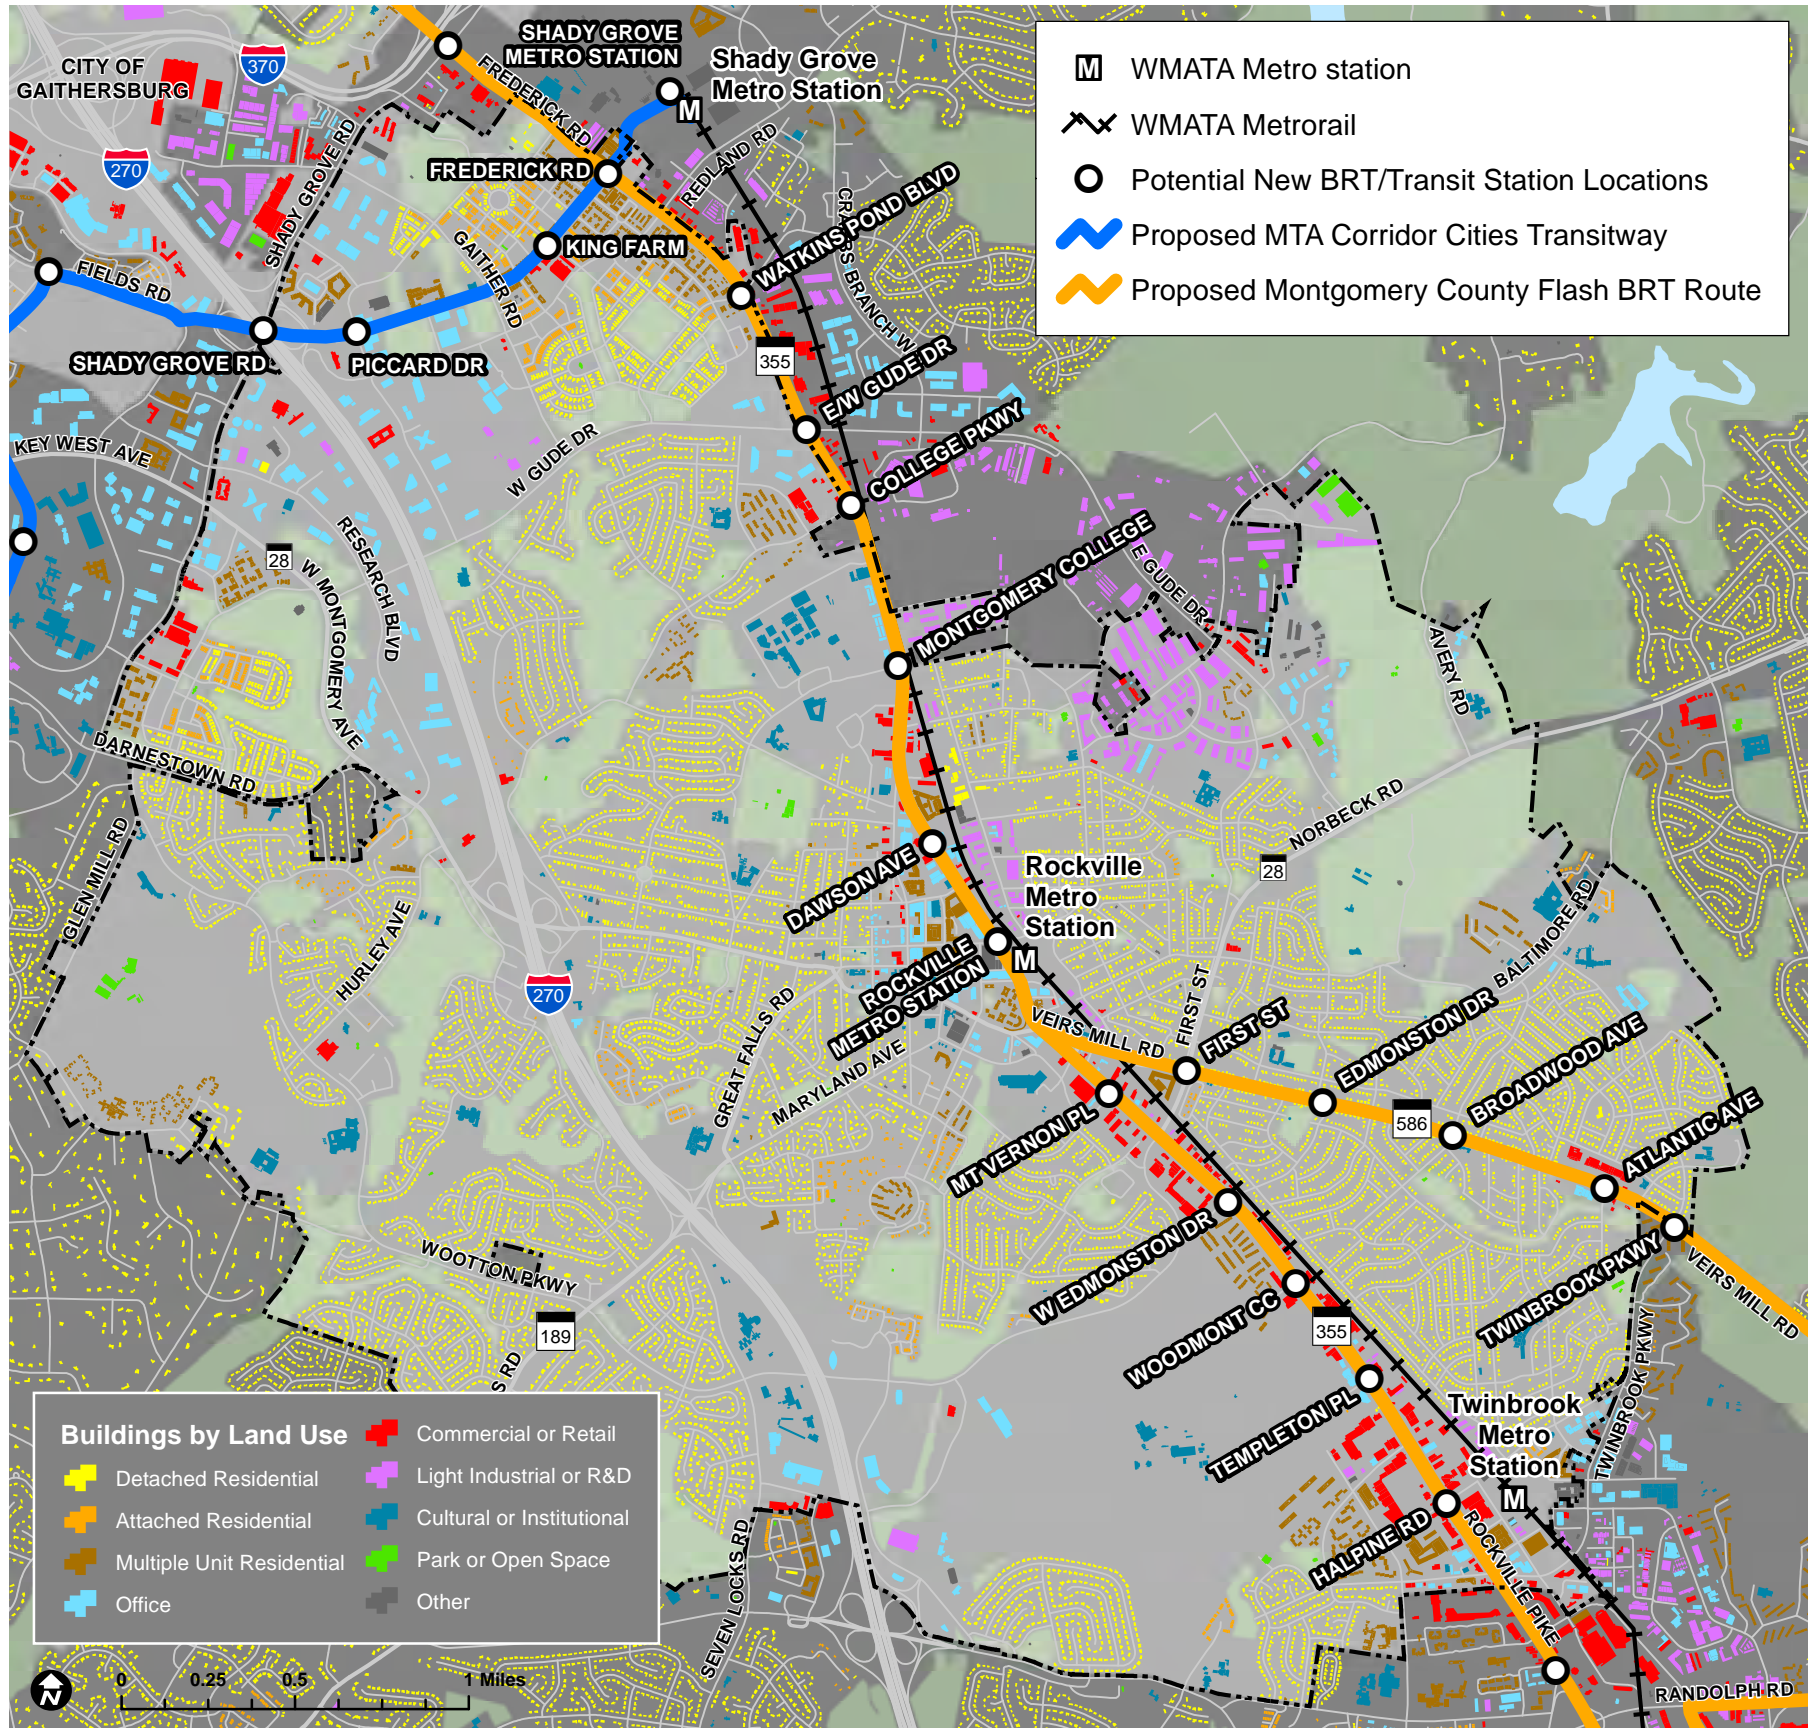 CITY OF
GAITHERSBURG
370
270
SHADY GROVE
METRO STATION
Shady Grove
Metro Station
M
FREDERICK RD
FREDERICK RD
SHADY GROVE RD
REDLAND RD
M WMATA Metro station
WMATA Metrorail
Potential New BRT/Transit Station Locations
Proposed MTA Corridor Cities Transitway
Proposed Montgomery County Flash BRT Route
KING FARM
GAITHER RD
WATKINS POND BLVD
FIELDS RD
SHADY GROVE RD
PICCARD DR
355
E/W GUDE DR
COLLEGE PKWY
KEY WEST AVE
W GUDE DR
28
RESEARCH BLVD
W MONTGOMERY AVE
MONTGOMERY COLLEGE
E GUDE DR
AVERY RD
DARNESTOWN RD
NORBECK RD
28
GLEN MILL RD
HURLEY AVE
DAWSON AVE
Rockville
Metro
Station
M
ROCKVILLE
METRO STATION
BALTIMORE RD
270
GREAT FALLS RD
MARYLAND AVE
VEIRS MILL RD
FIRST ST
FIRST ST
EDMONSTON DR
586
BROADWOOD AVE
ATLANTIC AVE
MT VERNON PL
W EDMONSTON DR
TWINBROOK PKWY
VEIRS MILL RD
WOOTTON PKWY
189
WOODMONT CC
355
TWINBROOK PKWY
TEMPLETON PL
Twinbrook
Metro
Station
M
S RD
HALPINE RD
ROCKVILLE PIKE
SEVEN LOCKS RD
RANDOLPH RD
Buildings by Land Use
Detached Residential
Attached Residential
Multiple Unit Residential
Office
Commercial or Retail
Light Industrial or R&D
Cultural or Institutional
Park or Open Space
Other
N
0 0.25 0.5 1 Miles